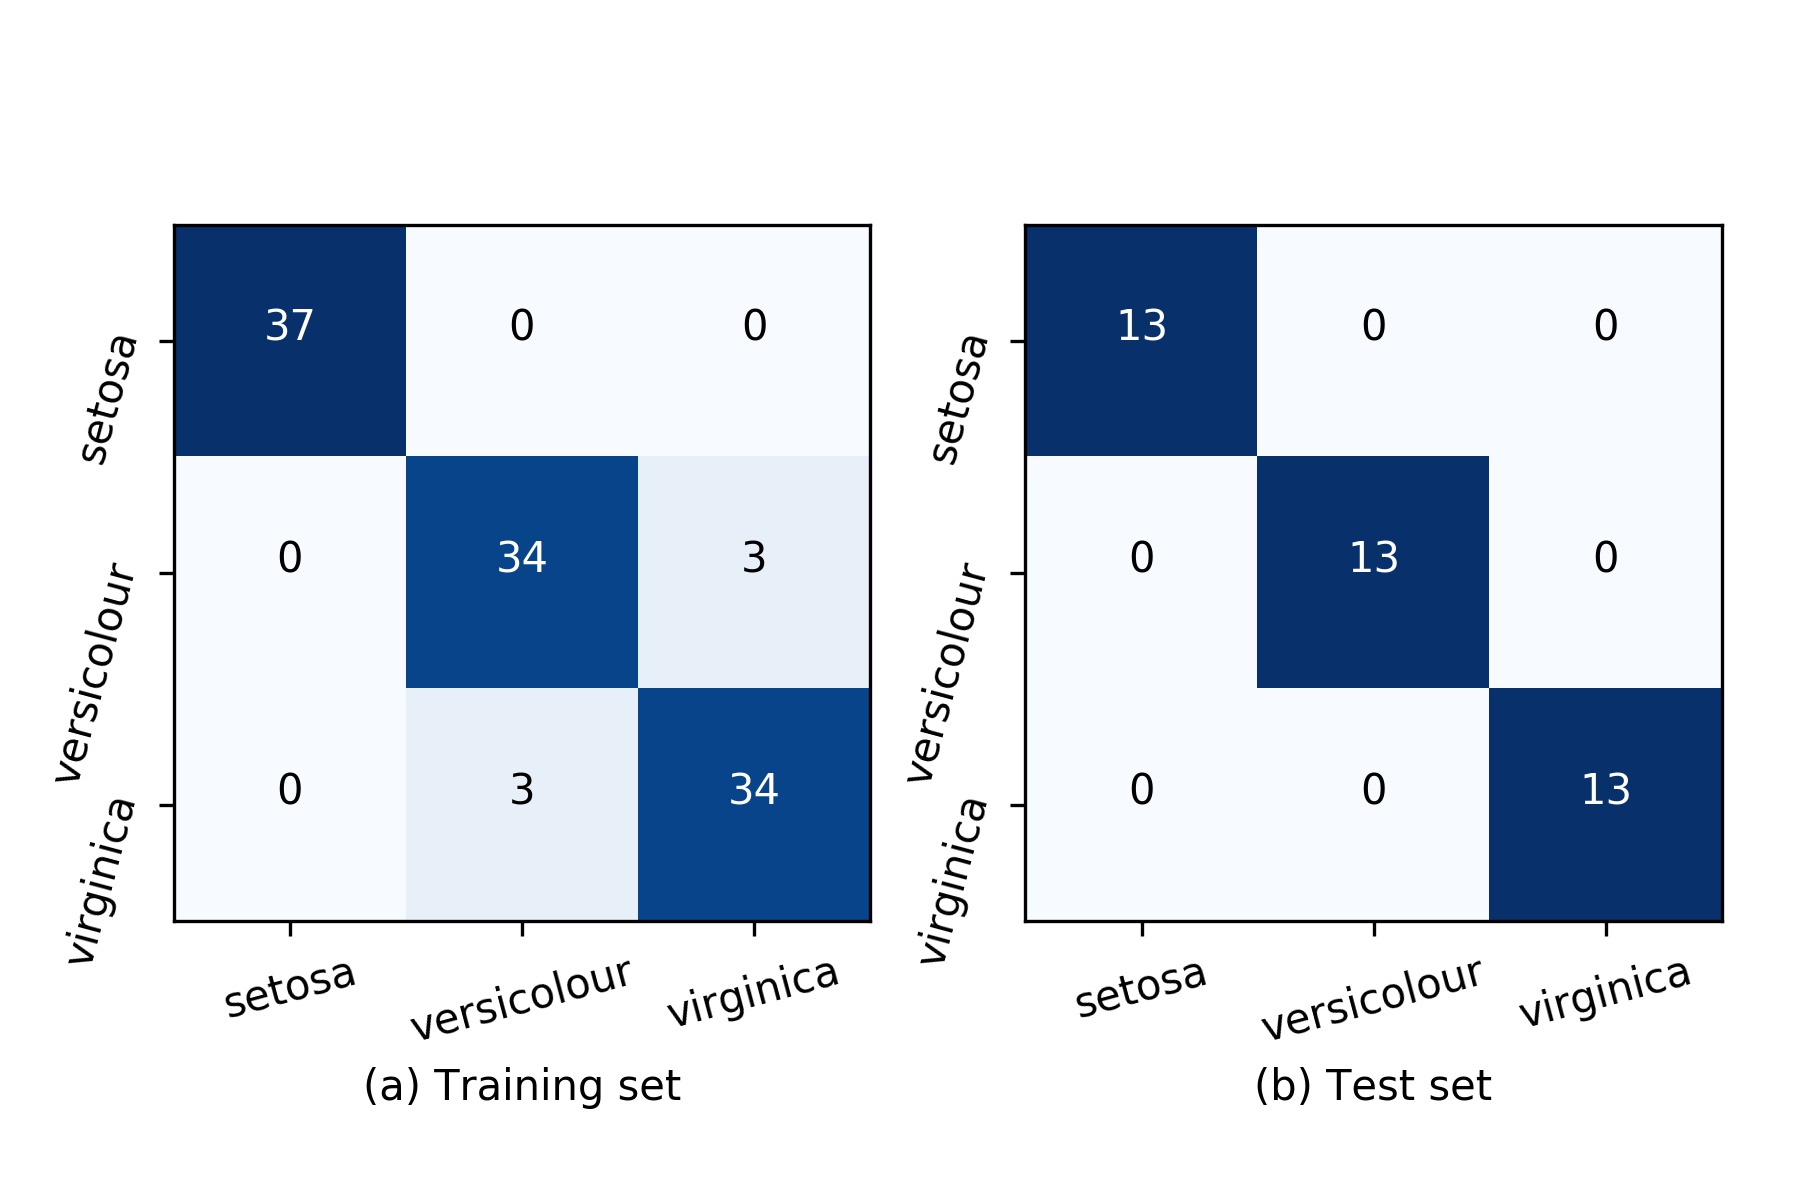 37 0 0
0 34 3
0 3 34
setosa
versicolour
virginica
setosa versicolour virginica
(a) Training set
13 0 0
0 13 0
0 0 13
setosa
versicolour
virginica
setosa versicolour virginica
(b) Test set